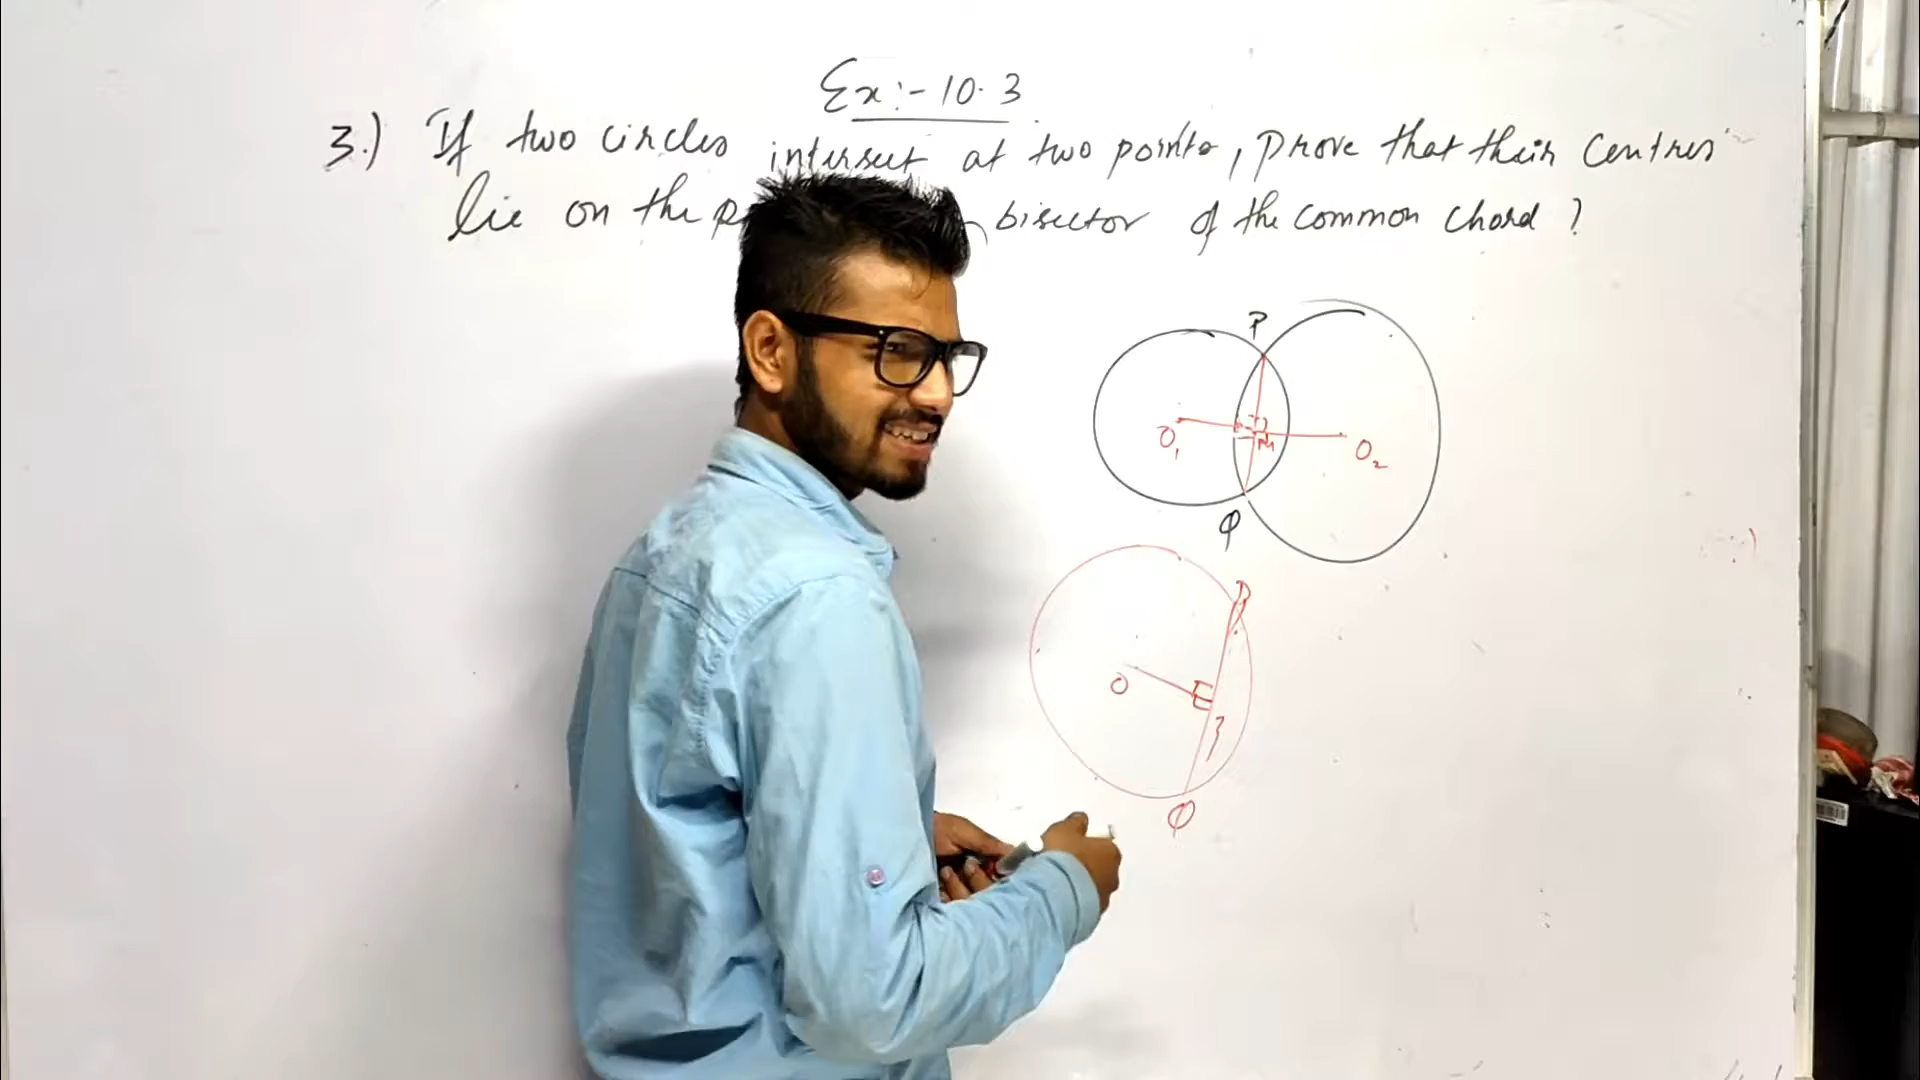 Ex:- 10.3
3.) If two circles intersect at two points, prove that their centres
lie on the bisector of the common chord ?
P
O₁ M O₂
Q
P
O
Q